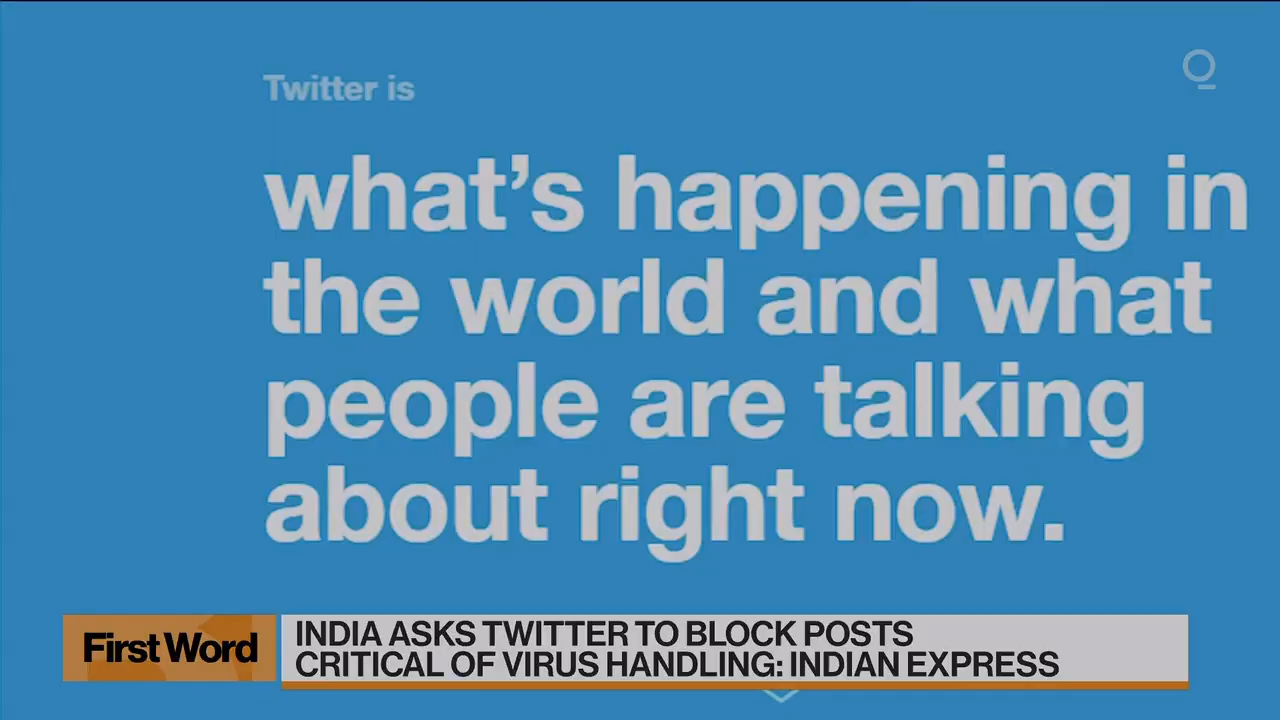 Twitter is
what's happening in
the world and what
people are talking
about right now.
First Word
INDIA ASKS TWITTER TO BLOCK POSTS
CRITICAL OF VIRUS HANDLING: INDIAN EXPRESS